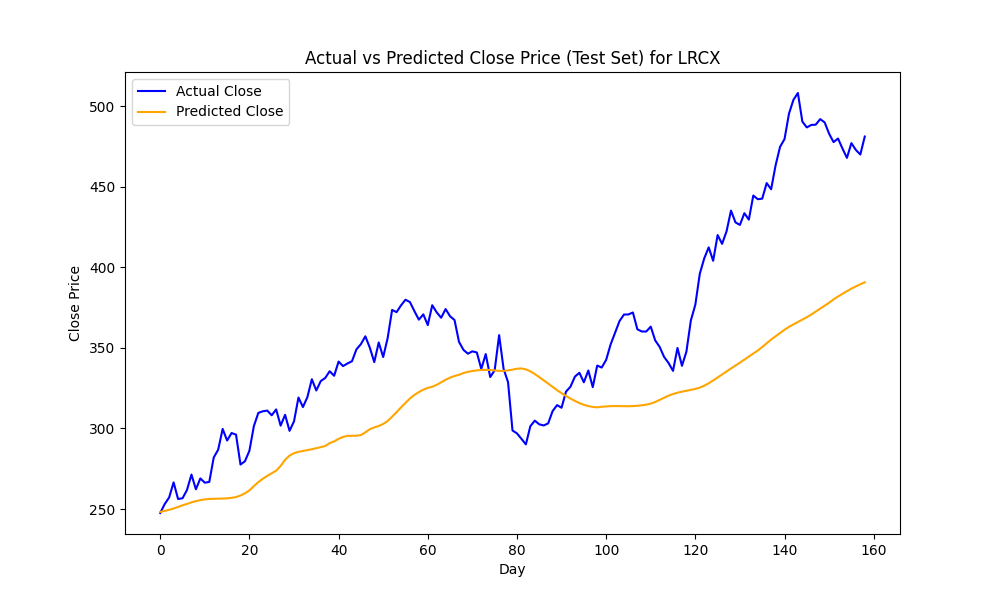 Actual vs Predicted Close Price (Test Set) for LRCX
Actual Close
Predicted Close
500
450
400
350
300
250
Close Price
0 20 40 60 80 100 120 140 160
Day